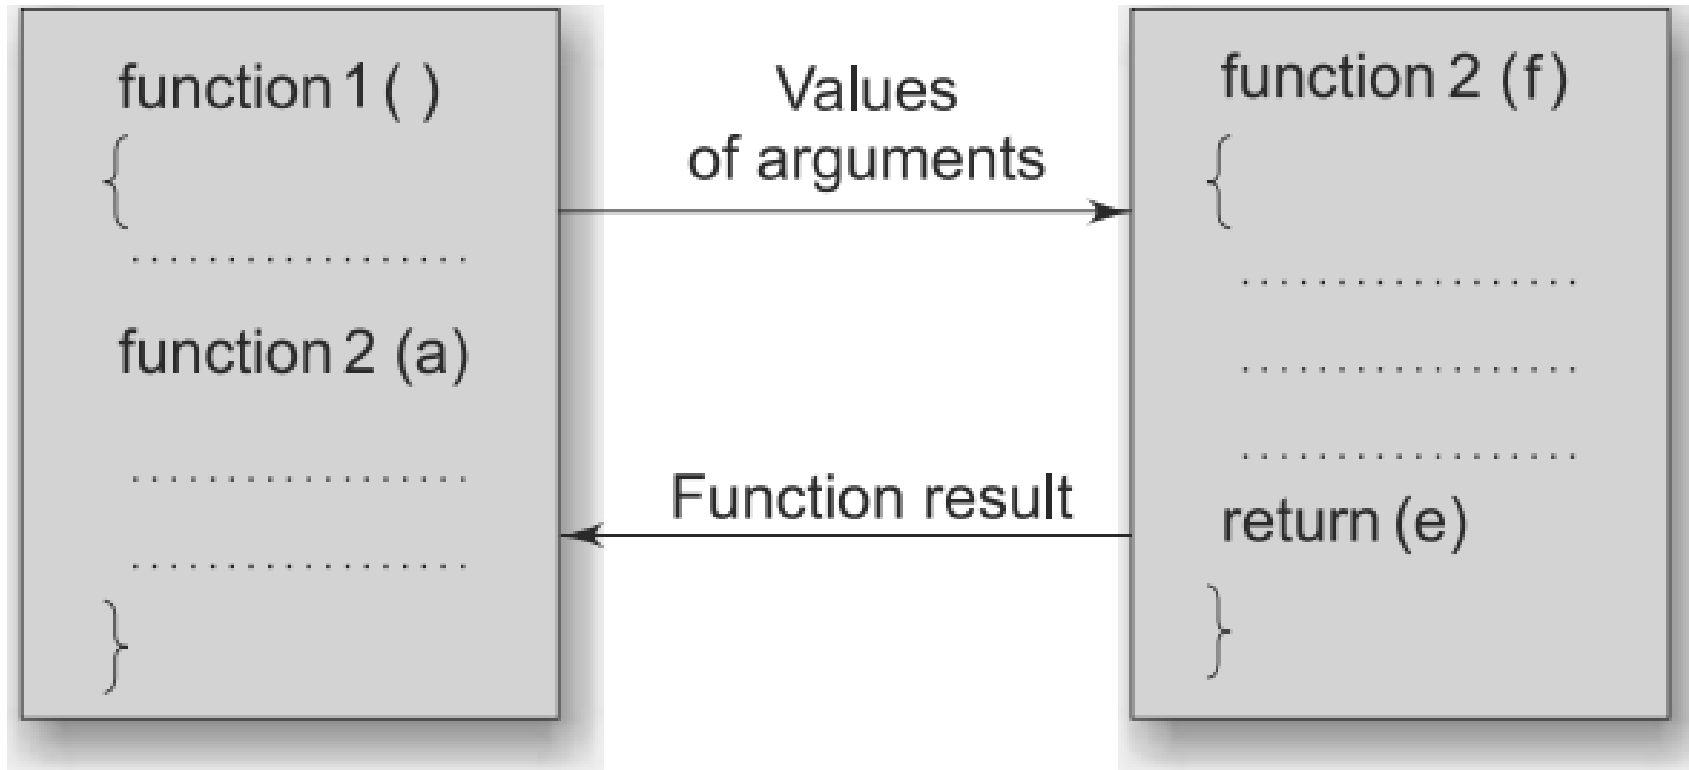 function 1 ( )
{
..................
function 2 (a)
..................
..................
}
Values
of arguments
Function result
function 2 (f)
{
..................
..................
..................
return (e)
}